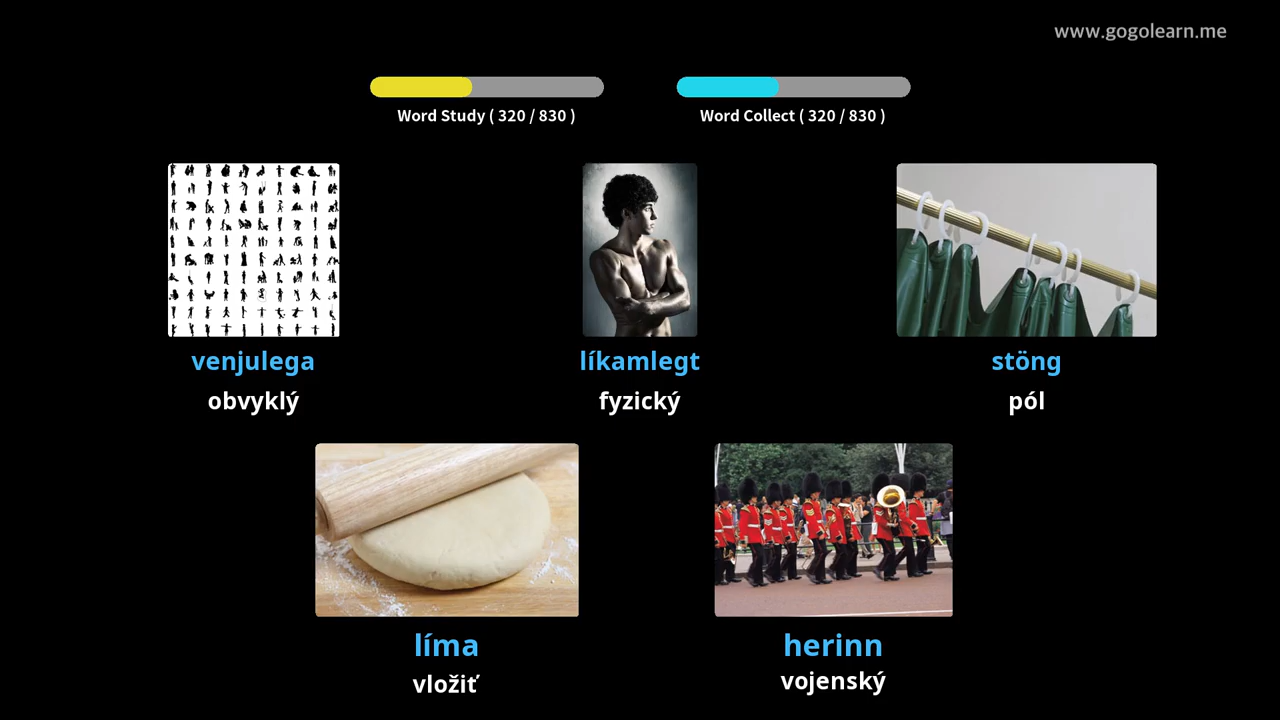 www.gogolearn.me
Word Study ( 320 / 830 )
Word Collect ( 320 / 830 )
venjulega
líkamlegt
stöng
obvyklý
fyzický
pól
líma
herinn
vložiť
vojenský